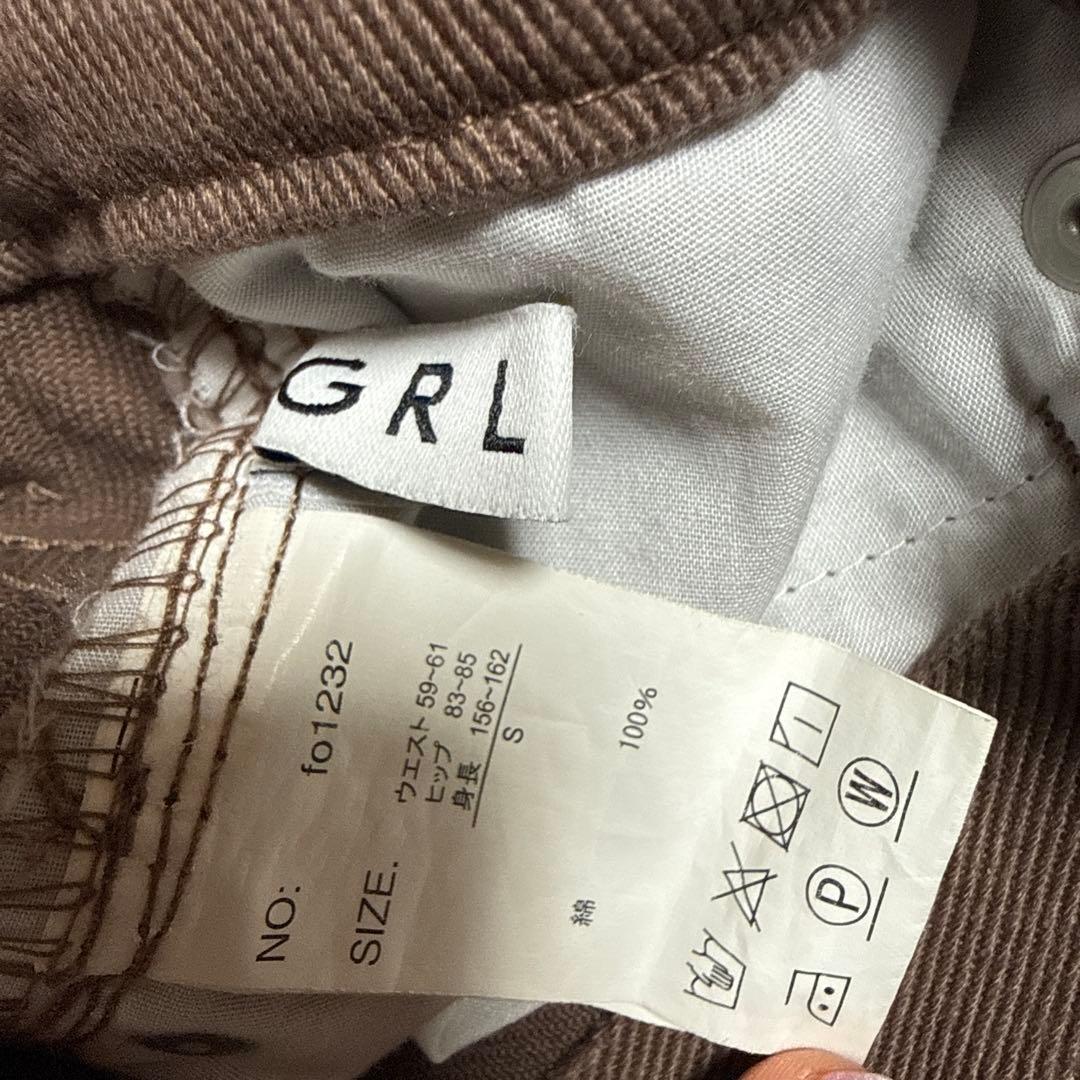 GRL
NO: fo1232
SIZE. ウエスト 59~61
ヒップ 83~85
身長 156~162
S
綿 100%
W
P